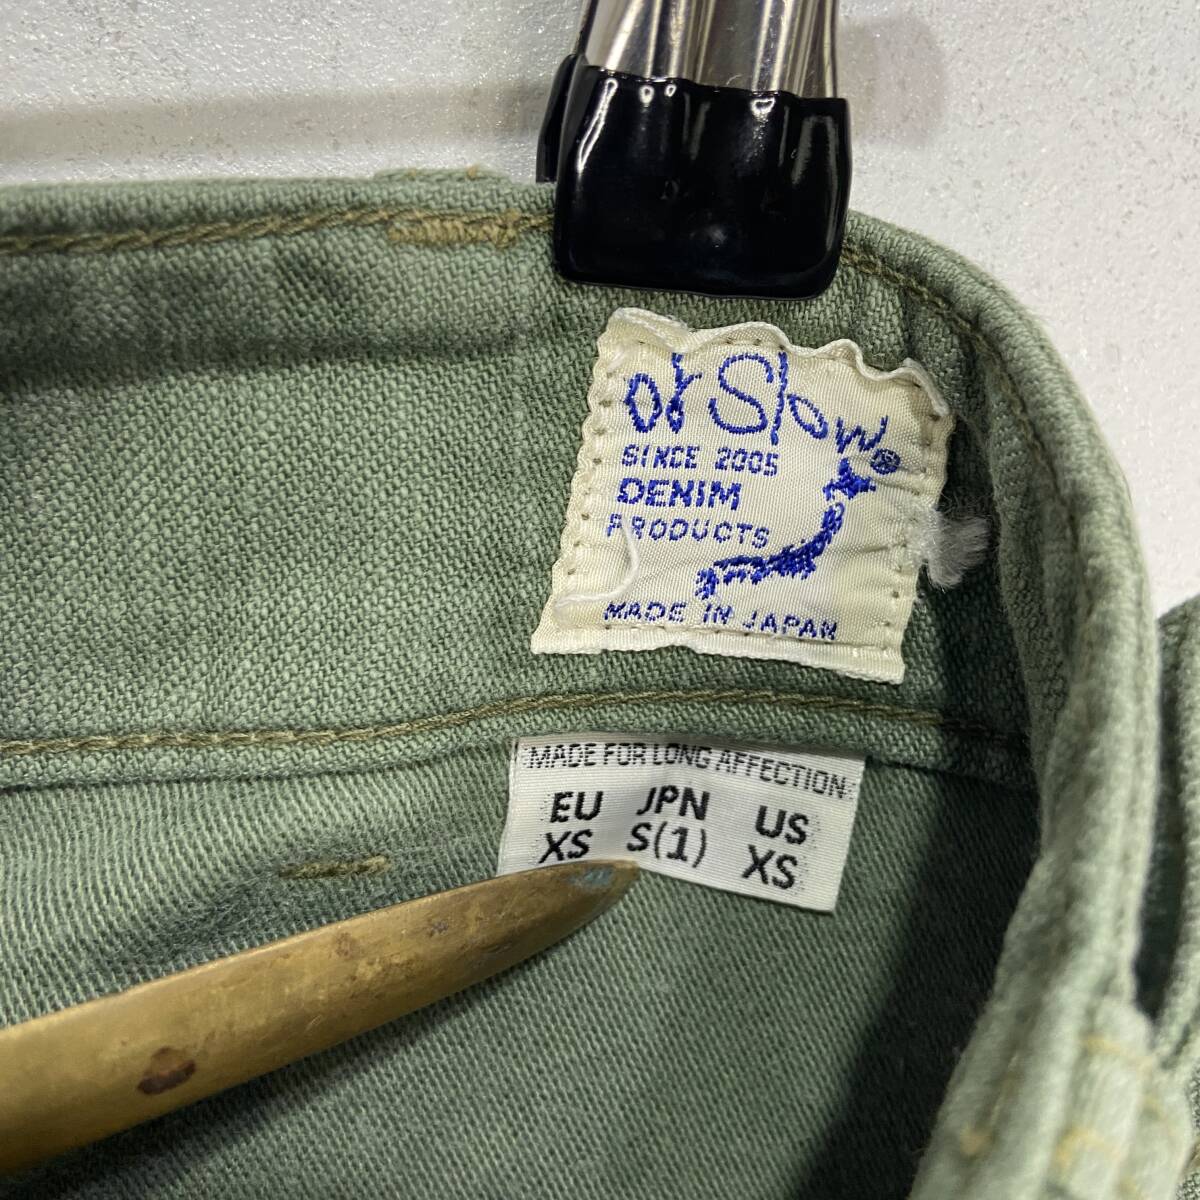 or Slow
SINCE 2005
DENIM
PRODUCTS
MADE IN JAPAN
MADE FOR LONG AFFECTION
EU JPN US
XS S(1) XS